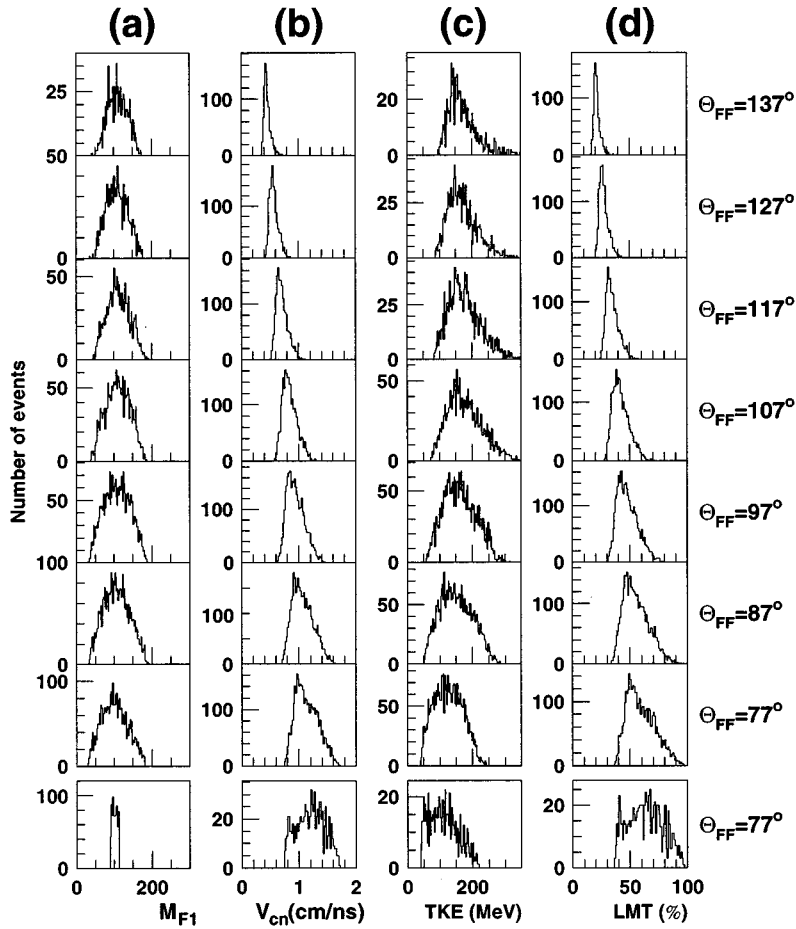 (a) (b) (c) (d)
Number of events
25 100 20 100 ΘFF=137°
50 0 0 0
25 100 ΘFF=127°
100
0 0 0 0
50 100 25 100 ΘFF=117°
0 0 0 0
50 100 50 100 ΘFF=107°
0 0 0 0
50 100 50 100 ΘFF=97°
100 0 0 0
100 50 100 ΘFF=87°
0 0 0 0
100 100 50 100 ΘFF=77°
0 0 0 0
100 20 20 20 ΘFF=77°
0 0 0 0
0 200 0 1 2 0 200 0 50 100
MF1 Vcn(cm/ns) TKE (MeV) LMT (%)